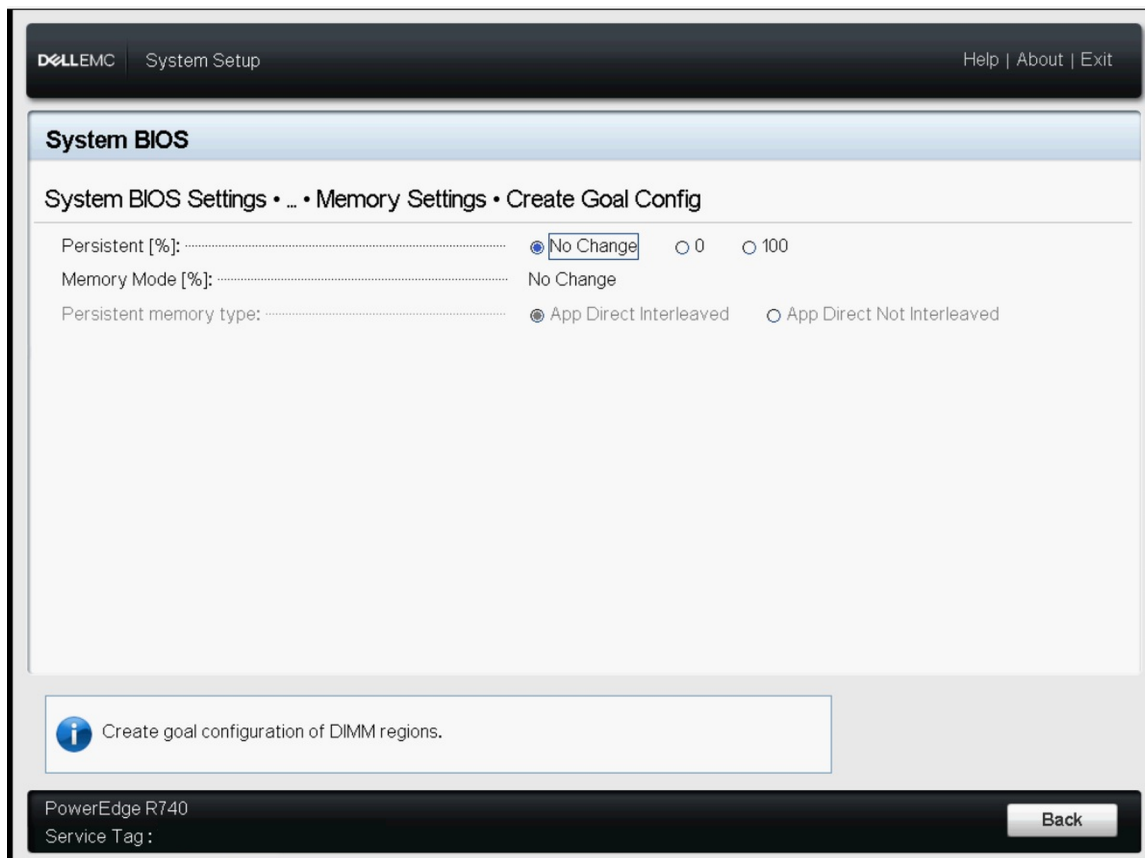 DELLEMC System Setup Help | About | Exit
System BIOS
System BIOS Settings • ... • Memory Settings • Create Goal Config
Persistent [%]: No Change 0 100
Memory Mode [%]: No Change
Persistent memory type: App Direct Interleaved App Direct Not Interleaved
Create goal configuration of DIMM regions.
PowerEdge R740
Service Tag :
Back